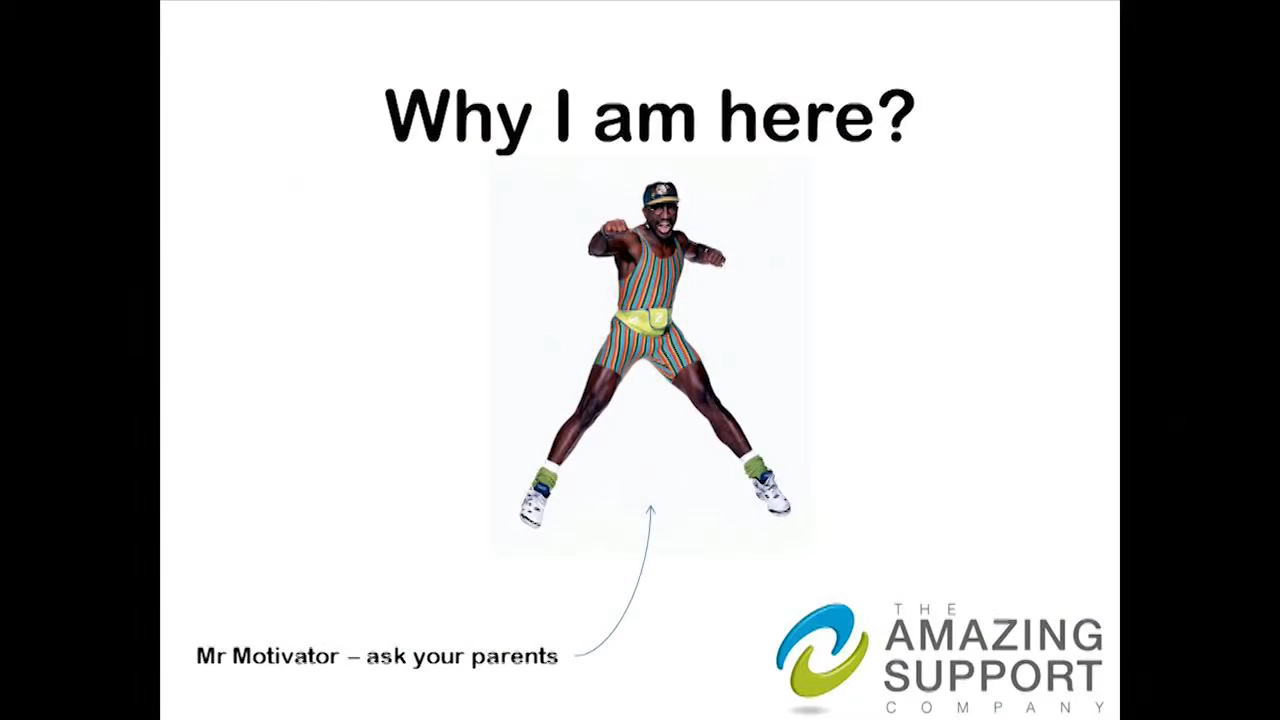 Why I am here?
Mr Motivator – ask your parents
THE
AMAZING
SUPPORT
COMPANY